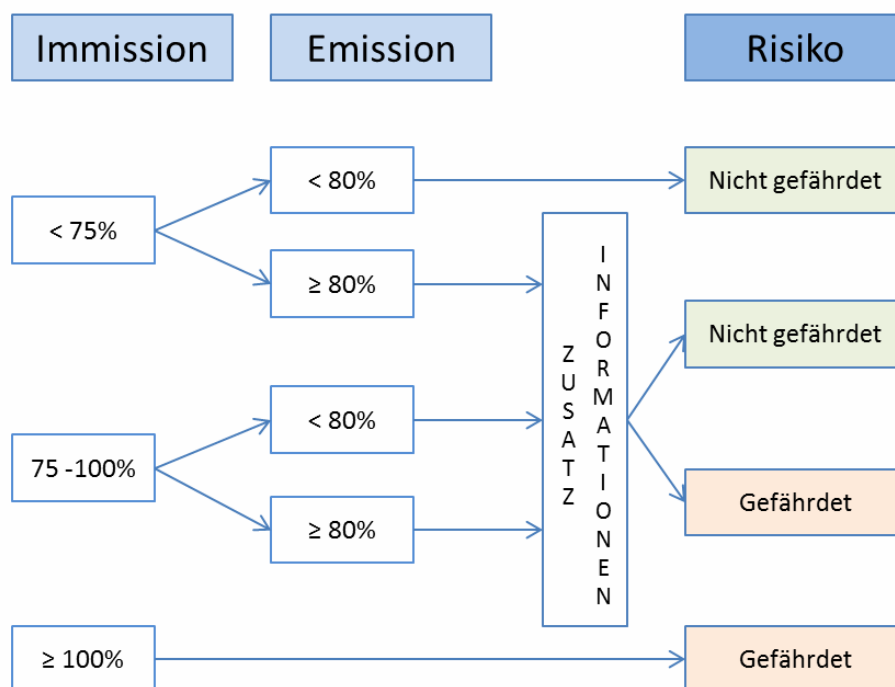 Immission
Emission
Risiko
< 80%
Nicht gefährdet
< 75%
≥ 80%
ZUSATZ
INFORMATIONEN
Nicht gefährdet
< 80%
75 -100%
≥ 80%
Gefährdet
≥ 100%
Gefährdet